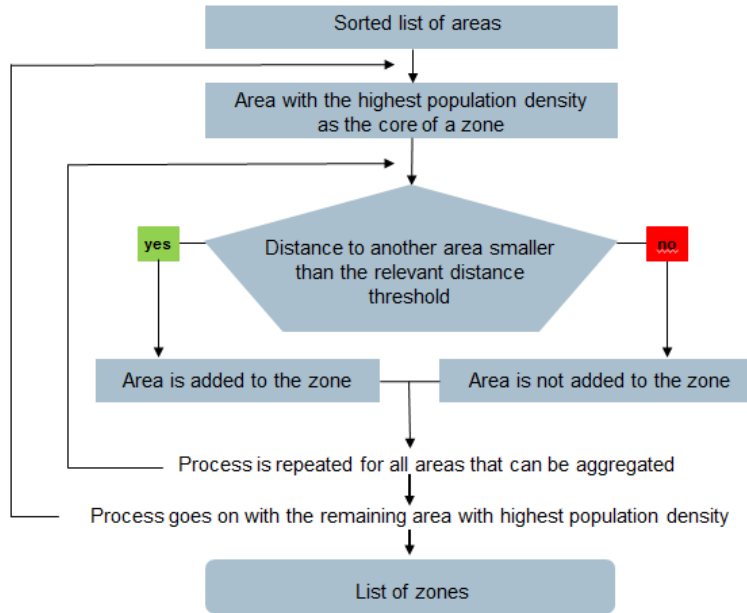 Sorted list of areas
Area with the highest population density
as the core of a zone
yes
no
Distance to another area smaller
than the relevant distance
threshold
Area is added to the zone
Area is not added to the zone
Process is repeated for all areas that can be aggregated
Process goes on with the remaining area with highest population density
List of zones